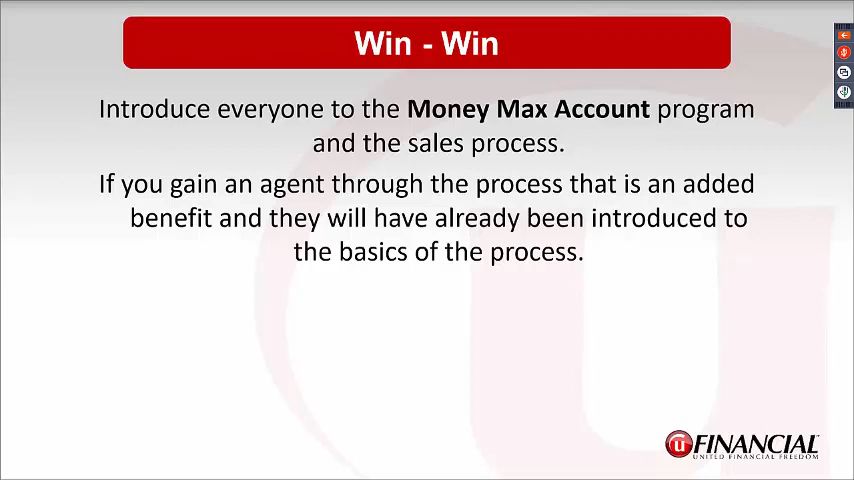 Win - Win
Introduce everyone to the Money Max Account program
and the sales process.
If you gain an agent through the process that is an added
benefit and they will have already been introduced to
the basics of the process.
u FINANCIAL
UNITED FINANCIAL FREEDOM